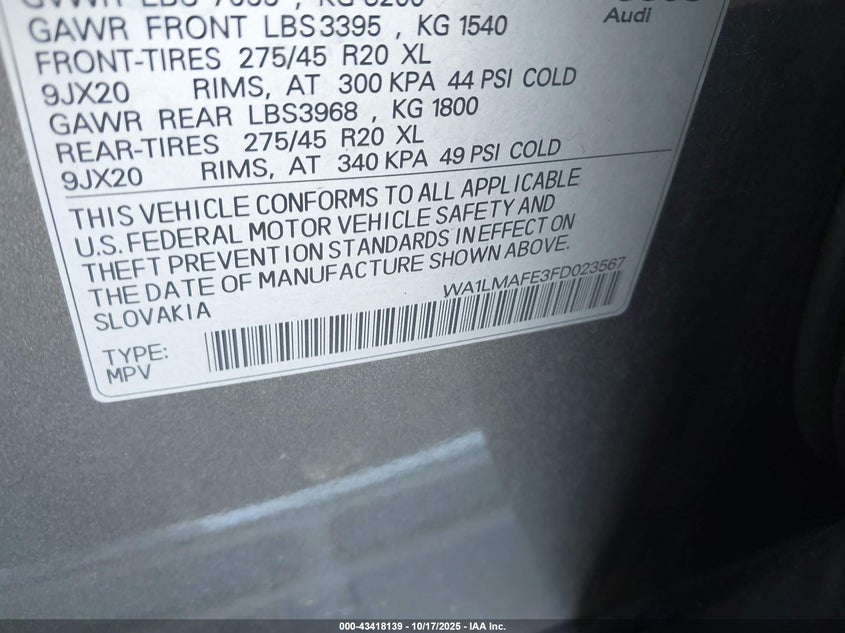 Audi
GAWR FRONT LBS3395 , KG 1540
FRONT-TIRES 275/45 R20 XL
9JX20 RIMS, AT 300 KPA 44 PSI COLD
GAWR REAR LBS3968 , KG 1800
REAR-TIRES 275/45 R20 XL
9JX20 RIMS, AT 340 KPA 49 PSI COLD
THIS VEHICLE CONFORMS TO ALL APPLICABLE
U.S. FEDERAL MOTOR VEHICLE SAFETY AND
THEFT PREVENTION STANDARDS IN EFFECT ON
THE DATE OF MANUFACTURE SHOWN ABOVE.
SLOVAKIA WA1LMAFE3FD023567
TYPE:
MPV
000-43418139 - 10/17/2025 - IAA Inc.